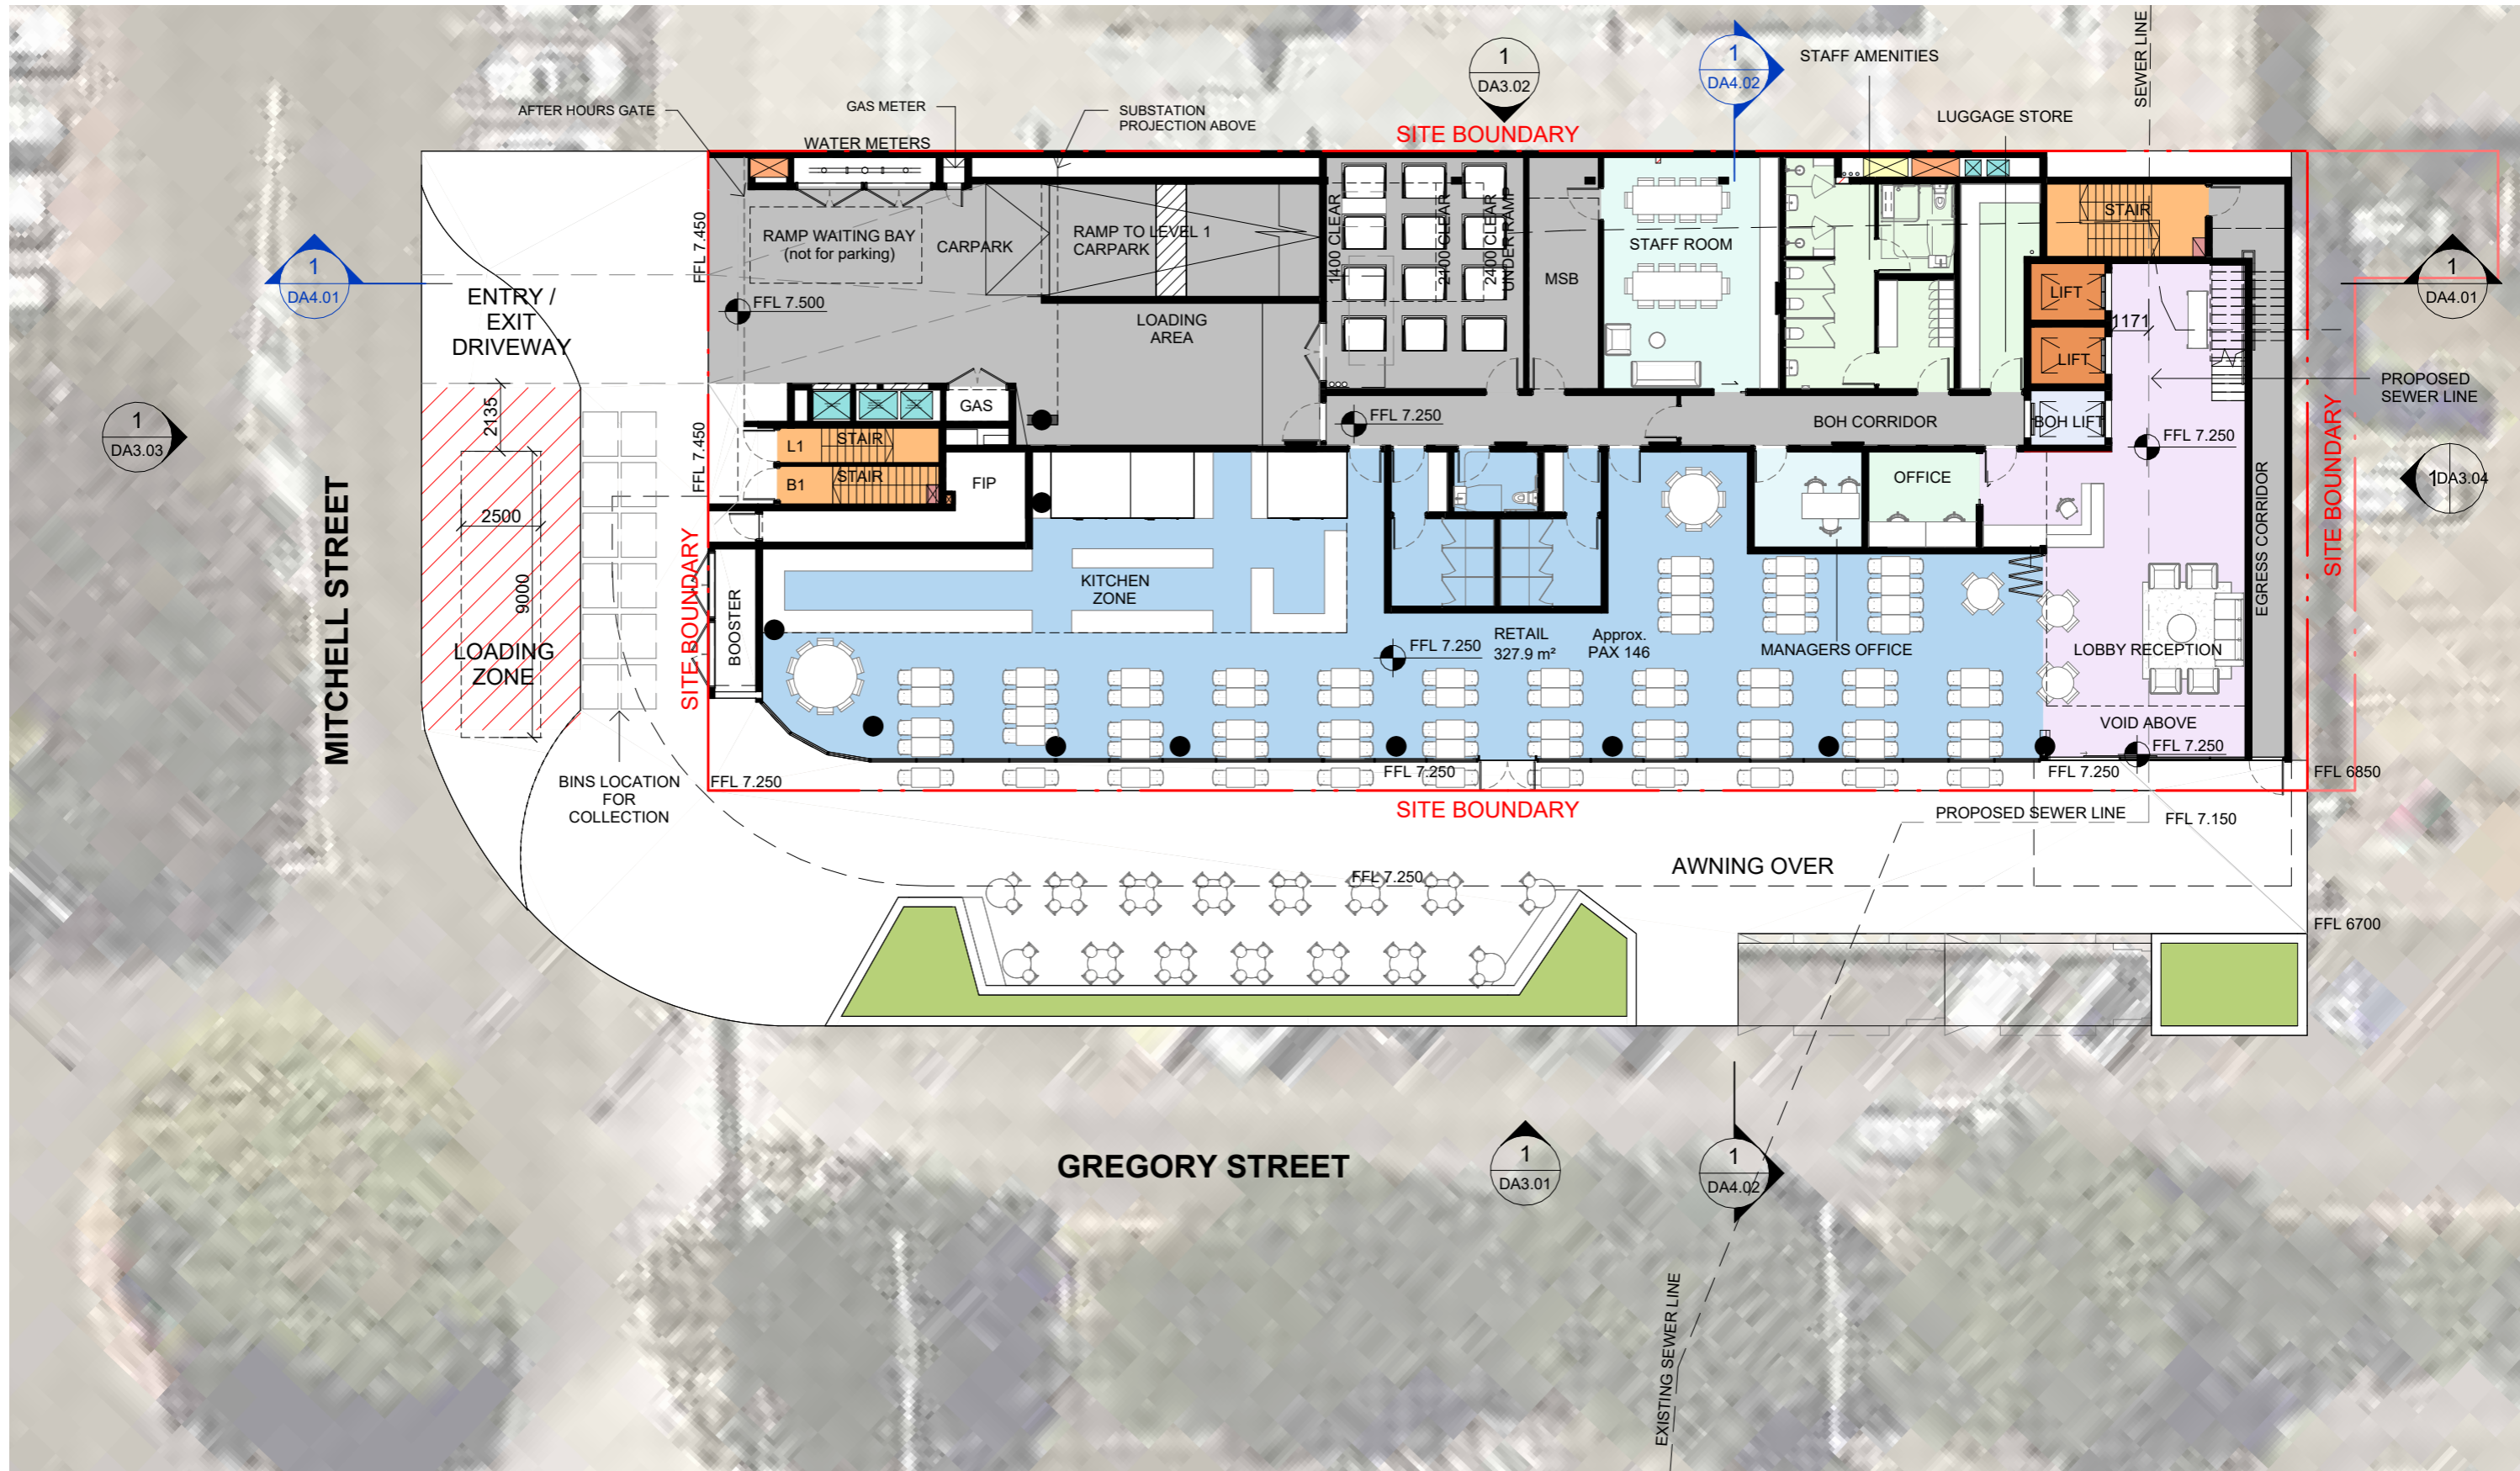 SEWER LINE
1
DA3.02
1
DA4.02
STAFF AMENITIES
AFTER HOURS GATE
GAS METER
SUBSTATION
PROJECTION ABOVE
LUGGAGE STORE
WATER METERS
SITE BOUNDARY
FFL 7.450
RAMP WAITING BAY
(not for parking)
CARPARK
RAMP TO LEVEL 1
CARPARK
1400 CLEAR
2100 CLEAR
2400 CLEAR
UNDER RAMP
MSB
STAFF ROOM
STAIR
1
DA4.01
1
DA4.01
ENTRY /
EXIT
DRIVEWAY
FFL 7.500
LOADING
AREA
LIFT
1171
LIFT
PROPOSED
SEWER LINE
2135
GAS
FFL 7.250
BOH CORRIDOR
BOH LIFT
FFL 7.250
SITE BOUNDARY
1
DA3.03
L1
STAIR
B1
STAIR
FFL 7.450
FIP
OFFICE
1
DA3.04
EGRESS CORRIDOR
MITCHELL STREET
2500
9000
LOADING
ZONE
SITE BOUNDARY
BOOSTER
KITCHEN
ZONE
FFL 7.250
RETAIL
327.9 m²
Approx.
PAX 146
MANAGERS OFFICE
LOBBY RECEPTION
VOID ABOVE
FFL 7.250
BINS LOCATION
FOR
COLLECTION
FFL 7.250
FFL 7.250
FFL 7.250
FFL 6850
SITE BOUNDARY
PROPOSED SEWER LINE
FFL 7.150
AWNING OVER
FFL 7.250
FFL 6700
GREGORY STREET
1
DA3.01
1
DA4.02
EXISTING SEWER LINE